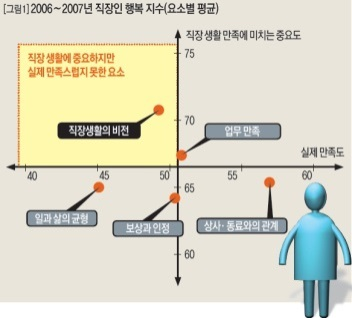 [그림1] 2006~2007년 직장인 행복 지수(요소별 평균)
직장 생활 만족에 미치는 중요도
직장 생활에 중요하지만
실제 만족스럽지 못한 요소
75
70
직장생활의 비전
업무 만족
실제 만족도
40 45 50 55 60
65
일과 삶의 균형
보상과 인정
상사·동료와의 관계
60